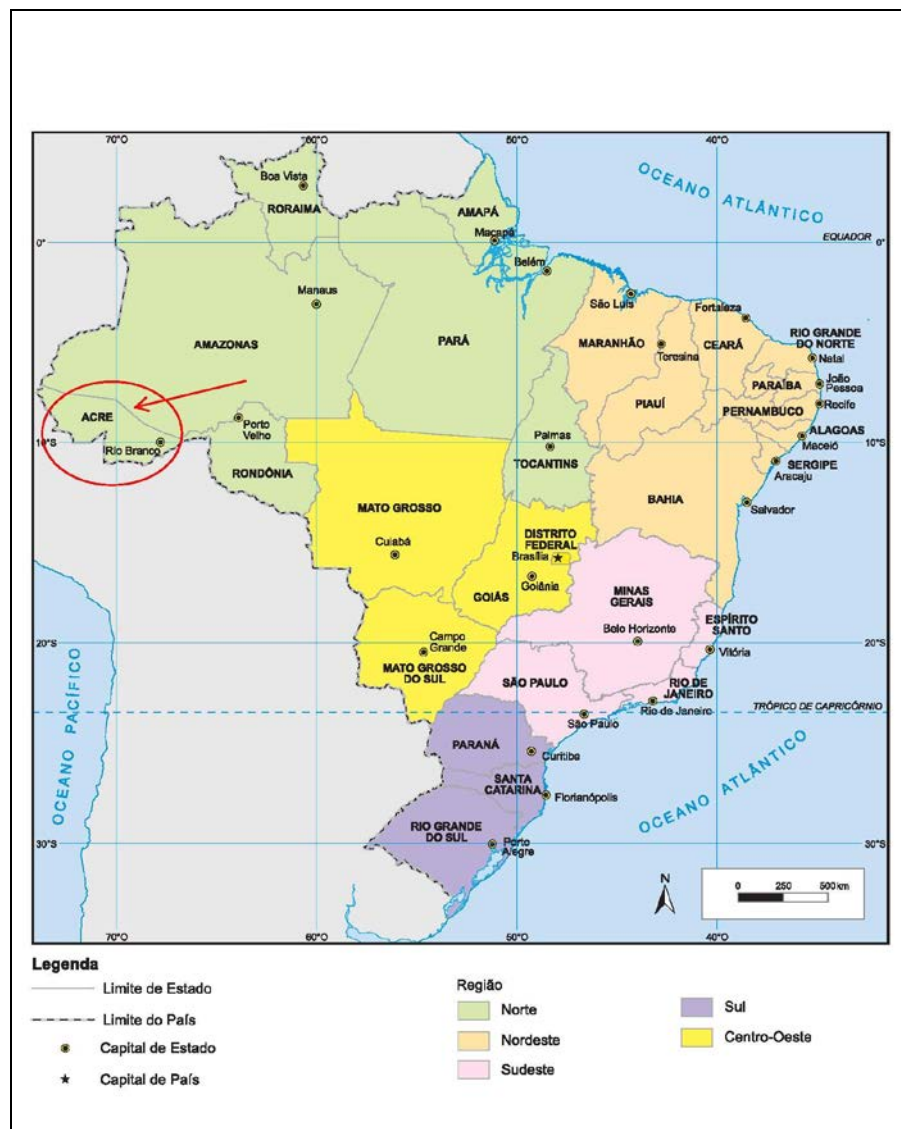 70°O 60°O 50°O 40°O
OCEANO ATLÂNTICO
Boa Vista
RORAIMA
AMAPÁ
Macapá
0°
EQUADOR
Belém
Manaus
São Luís
Fortaleza
AMAZONAS
PARÁ
MARANHÃO
Teresina
CEARÁ
RIO GRANDE
DO NORTE
Natal
PARAÍBA
João
Pessoa
PIAUÍ
PERNAMBUCO
Recife
ACRE
Porto
Velho
Rio Branco
10°S
10°S
Palmas
TOCANTINS
ALAGOAS
Maceió
SERGIPE
Aracaju
RONDÔNIA
MATO GROSSO
BAHIA
Salvador
Cuiabá
DISTRITO
FEDERAL
Brasília
Goiânia
GOIÁS
MINAS
GERAIS
Belo Horizonte
ESPÍRITO
SANTO
Vitória
20°S
20°S
Campo
Grande
MATO GROSSO
DO SUL
SÃO PAULO
RIO DE
JANEIRO
Rio de Janeiro
São Paulo
TRÓPICO DE CAPRICÓRNIO
OCEANO PACÍFICO
PARANÁ
Curitiba
SANTA
CATARINA
Florianópolis
OCEANO ATLÂNTICO
RIO GRANDE
DO SUL
Porto
Alegre
30°S
30°S
N
0 250 500 km
70°O 60°O 50°O 40°O
Legenda
Limite de Estado
Limite do País
Capital de Estado
Capital de País
Região
Norte
Nordeste
Sudeste
Sul
Centro-Oeste